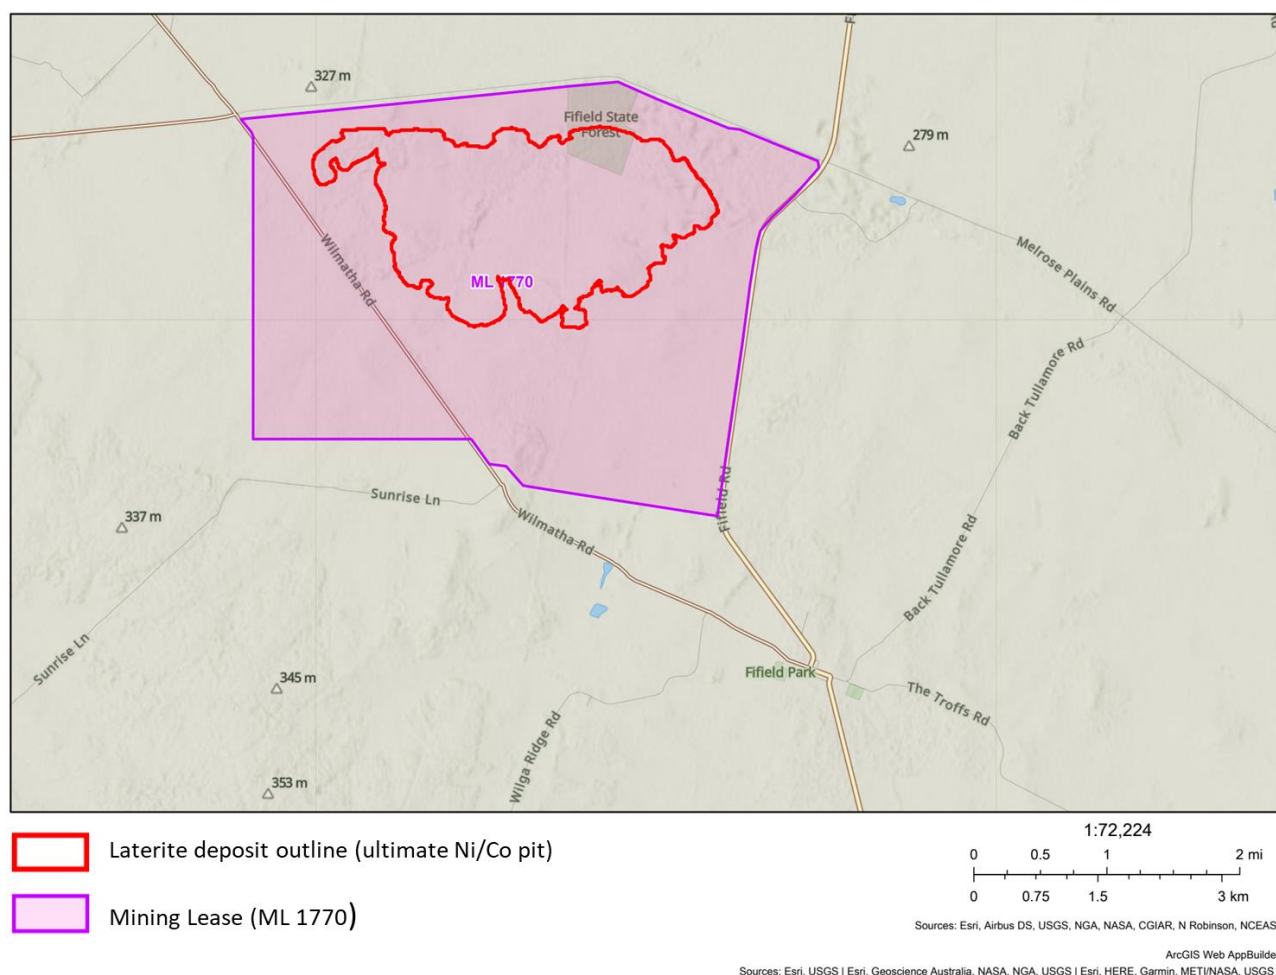 327 m
Fifield State
Forest
279 m
Wilmatha Rd
ML 1770
Melrose Plains Rd
Back Tullamore Rd
Sunrise Ln
Fifield Rd
337 m
Wilmatha Rd
Back Tullamore Rd
Sunrise Ln
345 m
Fifield Park
The Troffs Rd
Wilga Ridge Rd
353 m
1:72,224
0 0.5 1 2 mi
0 0.75 1.5 3 km
Laterite deposit outline (ultimate Ni/Co pit)
Mining Lease (ML 1770)
Sources: Esri, Airbus DS, USGS, NGA, NASA, CGIAR, N Robinson, NCEAS
ArcGIS Web AppBuilde
Sources: Esri, USGS | Esri, Geoscience Australia, NASA, NGA, USGS | Esri, HERE, Garmin, METI/NASA, USGS